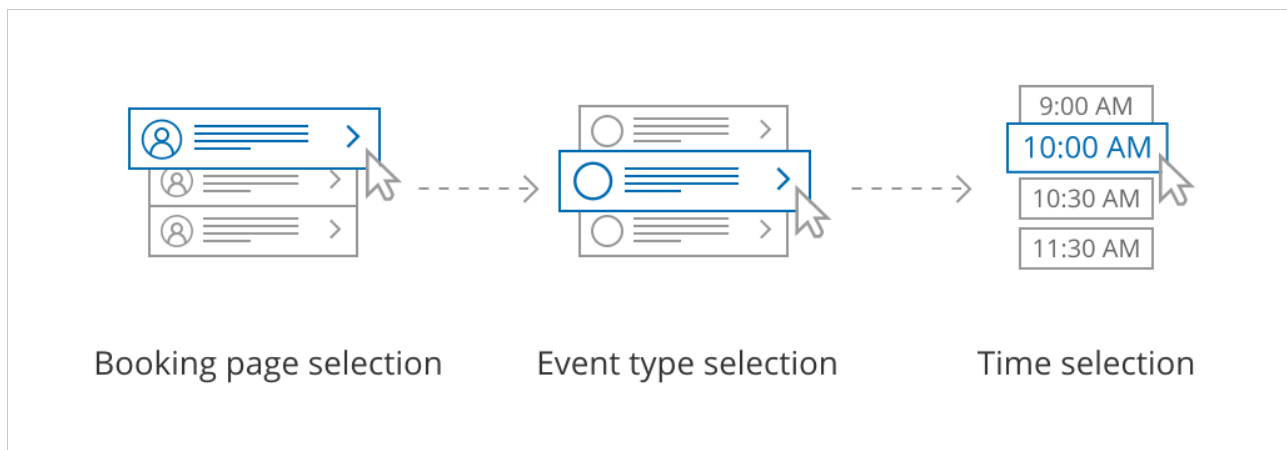 9:00 AM
10:00 AM
10:30 AM
11:30 AM
Booking page selection
Event type selection
Time selection